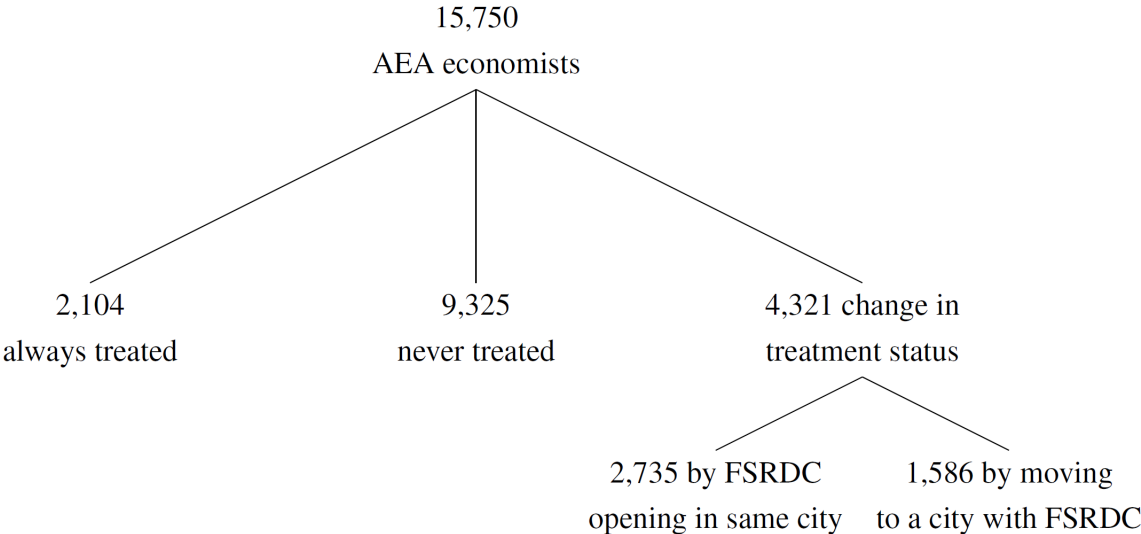 15,750
AEA economists
2,104
always treated
9,325
never treated
4,321 change in
treatment status
2,735 by FSRDC
opening in same city
1,586 by moving
to a city with FSRDC